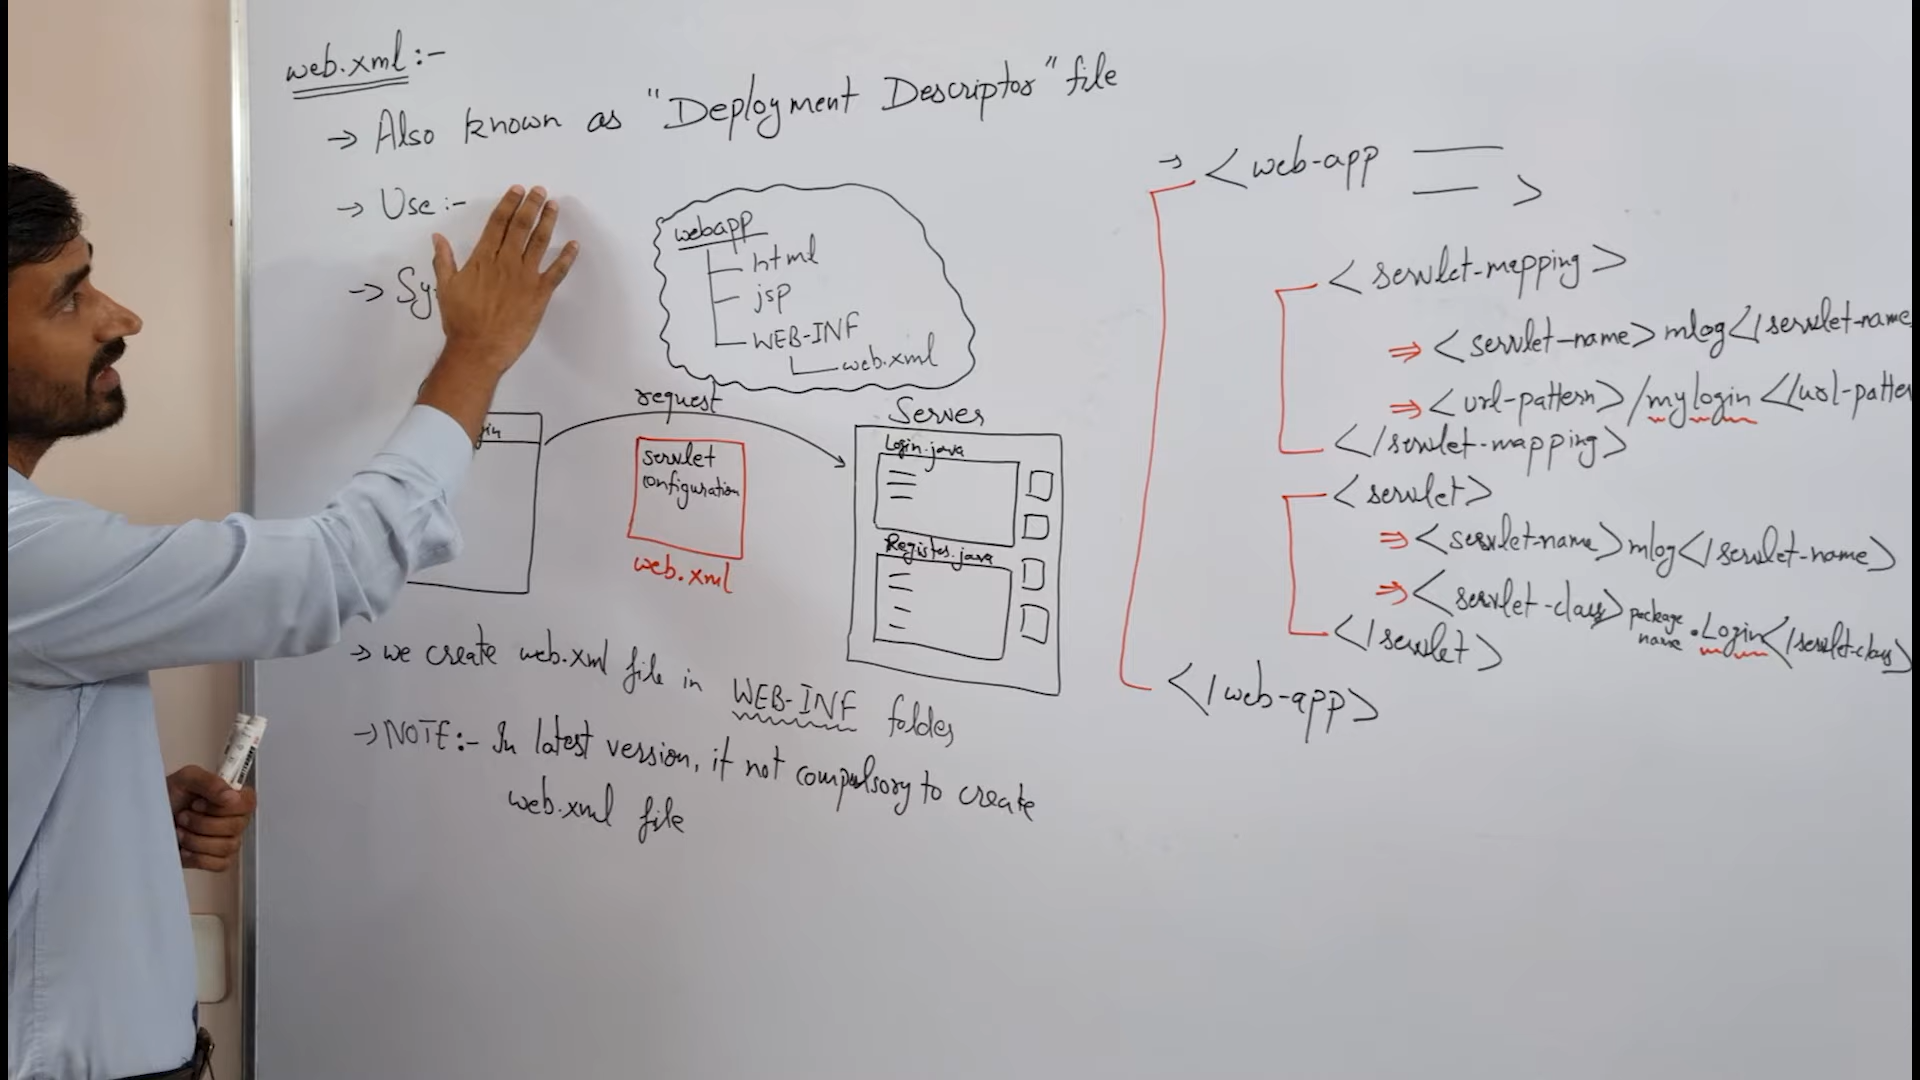 web.xml:-
→ Also known as "Deployment Descriptor" file
→ Use:-
→ Sy
webapp
html
jsp
WEB-INF
web.xml
request
servlet
configuration
web.xml
Server
Login.java
Register.java
→ we create web.xml file in WEB-INF folder
→ NOTE:- In latest version, it not compulsory to create
web.xml file
→ <web-app
>
<servlet-mapping>
⇒ <servlet-name>mlog</servlet-name
⇒ <url-pattern>/mylogin</url-patter
</servlet-mapping>
<servlet>
⇒ <servlet-name>mlog</servlet-name>
⇒ <servlet-class>package name.Login</servlet-class>
</servlet>
</web-app>